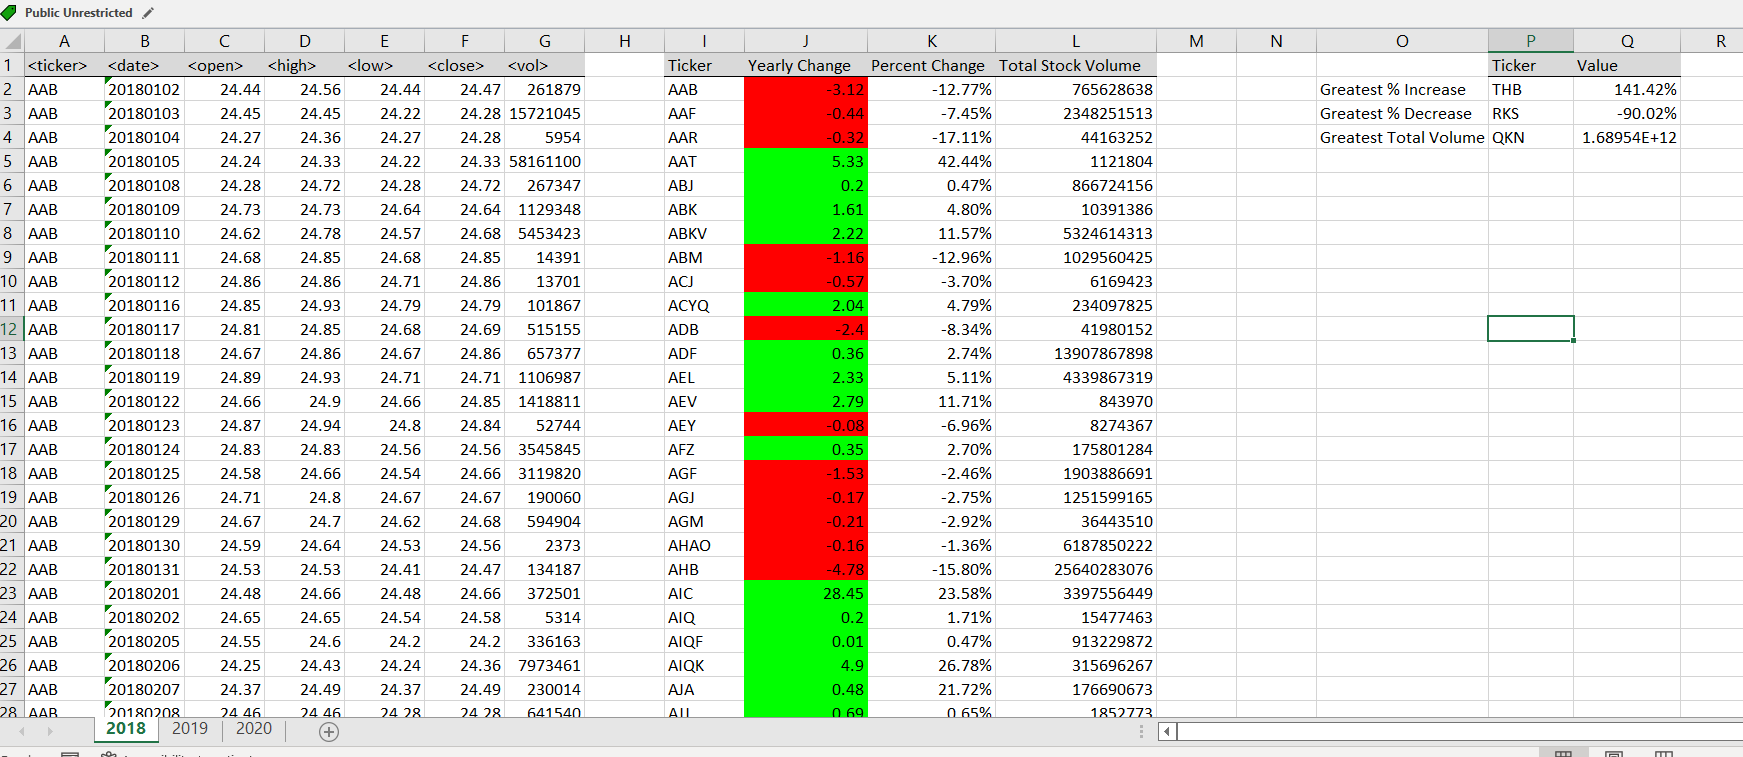 Public Unrestricted
A B C D E F G H I J K L M N O P Q R
1 <ticker> <date> <open> <high> <low> <close> <vol> Ticker Yearly Change Percent Change Total Stock Volume Ticker Value
2 AAB 20180102 24.44 24.56 24.44 24.47 261879 AAB -3.12 -12.77% 765628638 Greatest % Increase THB 141.42%
3 AAB 20180103 24.45 24.45 24.22 24.28 15721045 AAF -0.44 -7.45% 2348251513 Greatest % Decrease RKS -90.02%
4 AAB 20180104 24.27 24.36 24.27 24.28 5954 AAR -0.32 -17.11% 44163252 Greatest Total Volume QKN 1.68954E+12
5 AAB 20180105 24.24 24.33 24.22 24.33 58161100 AAT 5.33 42.44% 1121804
6 AAB 20180108 24.28 24.72 24.28 24.72 267347 ABJ 0.2 0.47% 866724156
7 AAB 20180109 24.73 24.73 24.64 24.64 1129348 ABK 1.61 4.80% 10391386
8 AAB 20180110 24.62 24.78 24.57 24.68 5453423 ABKV 2.22 11.57% 5324614313
9 AAB 20180111 24.68 24.85 24.68 24.85 14391 ABM -1.16 -12.96% 1029560425
10 AAB 20180112 24.86 24.86 24.71 24.86 13701 ACJ -0.57 -3.70% 6169423
11 AAB 20180116 24.85 24.93 24.79 24.79 101867 ACYQ 2.04 4.79% 234097825
12 AAB 20180117 24.81 24.85 24.68 24.69 515155 ADB -2.4 -8.34% 41980152
13 AAB 20180118 24.67 24.86 24.67 24.86 657377 ADF 0.36 2.74% 13907867898
14 AAB 20180119 24.89 24.93 24.71 24.71 1106987 AEL 2.33 5.11% 4339867319
15 AAB 20180122 24.66 24.9 24.66 24.85 1418811 AEV 2.79 11.71% 843970
16 AAB 20180123 24.87 24.94 24.8 24.84 52744 AEY -0.08 -6.96% 8274367
17 AAB 20180124 24.83 24.83 24.56 24.56 3545845 AFZ 0.35 2.70% 175801284
18 AAB 20180125 24.58 24.66 24.54 24.66 3119820 AGF -1.53 -2.46% 1903886691
19 AAB 20180126 24.71 24.8 24.67 24.67 190060 AGJ -0.17 -2.75% 1251599165
20 AAB 20180129 24.67 24.7 24.62 24.68 594904 AGM -0.21 -2.92% 36443510
21 AAB 20180130 24.59 24.64 24.53 24.56 2373 AHAO -0.16 -1.36% 6187850222
22 AAB 20180131 24.53 24.53 24.41 24.47 134187 AHB -4.78 -15.80% 25640283076
23 AAB 20180201 24.48 24.66 24.48 24.66 372501 AIC 28.45 23.58% 3397556449
24 AAB 20180202 24.65 24.65 24.54 24.58 5314 AIQ 0.2 1.71% 15477463
25 AAB 20180205 24.55 24.6 24.2 24.2 336163 AIQF 0.01 0.47% 913229872
26 AAB 20180206 24.25 24.43 24.24 24.36 7973461 AIQK 4.9 26.78% 315696267
27 AAB 20180207 24.37 24.49 24.37 24.49 230014 AJA 0.48 21.72% 176690673
28 AAB 20180208 24.46 24.46 24.28 24.28 641540 0.69 0.65% 1852773
2018 2019 2020